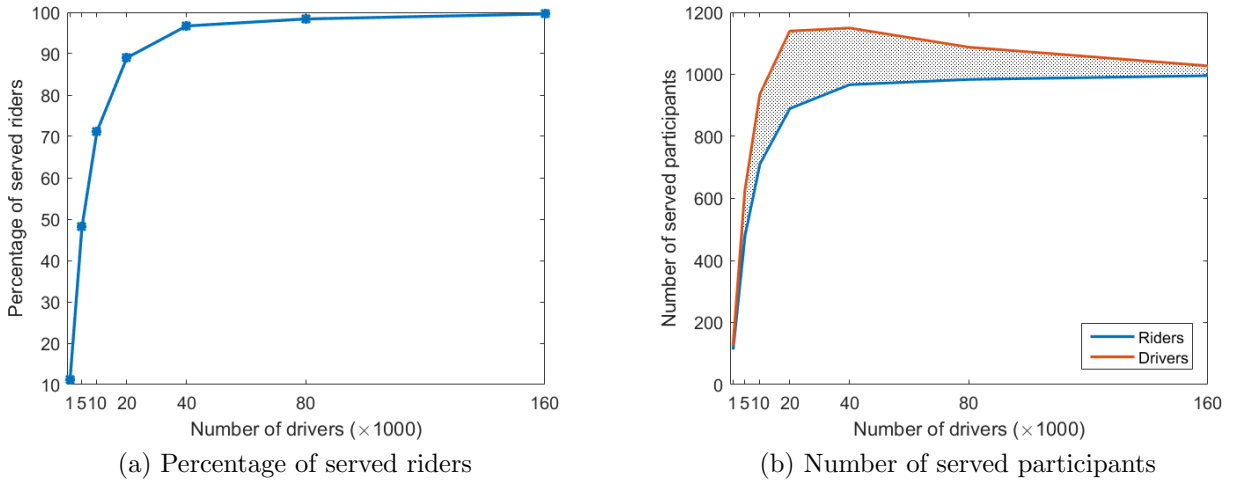 100
90
80
70
60
50
40
30
20
10
Percentage of served riders
1 5 10 20 40 80 160
Number of drivers (×1000)
(a) Percentage of served riders
1200
1000
800
600
400
200
0
Number of served participants
Riders
Drivers
1 5 10 20 40 80 160
Number of drivers (×1000)
(b) Number of served participants